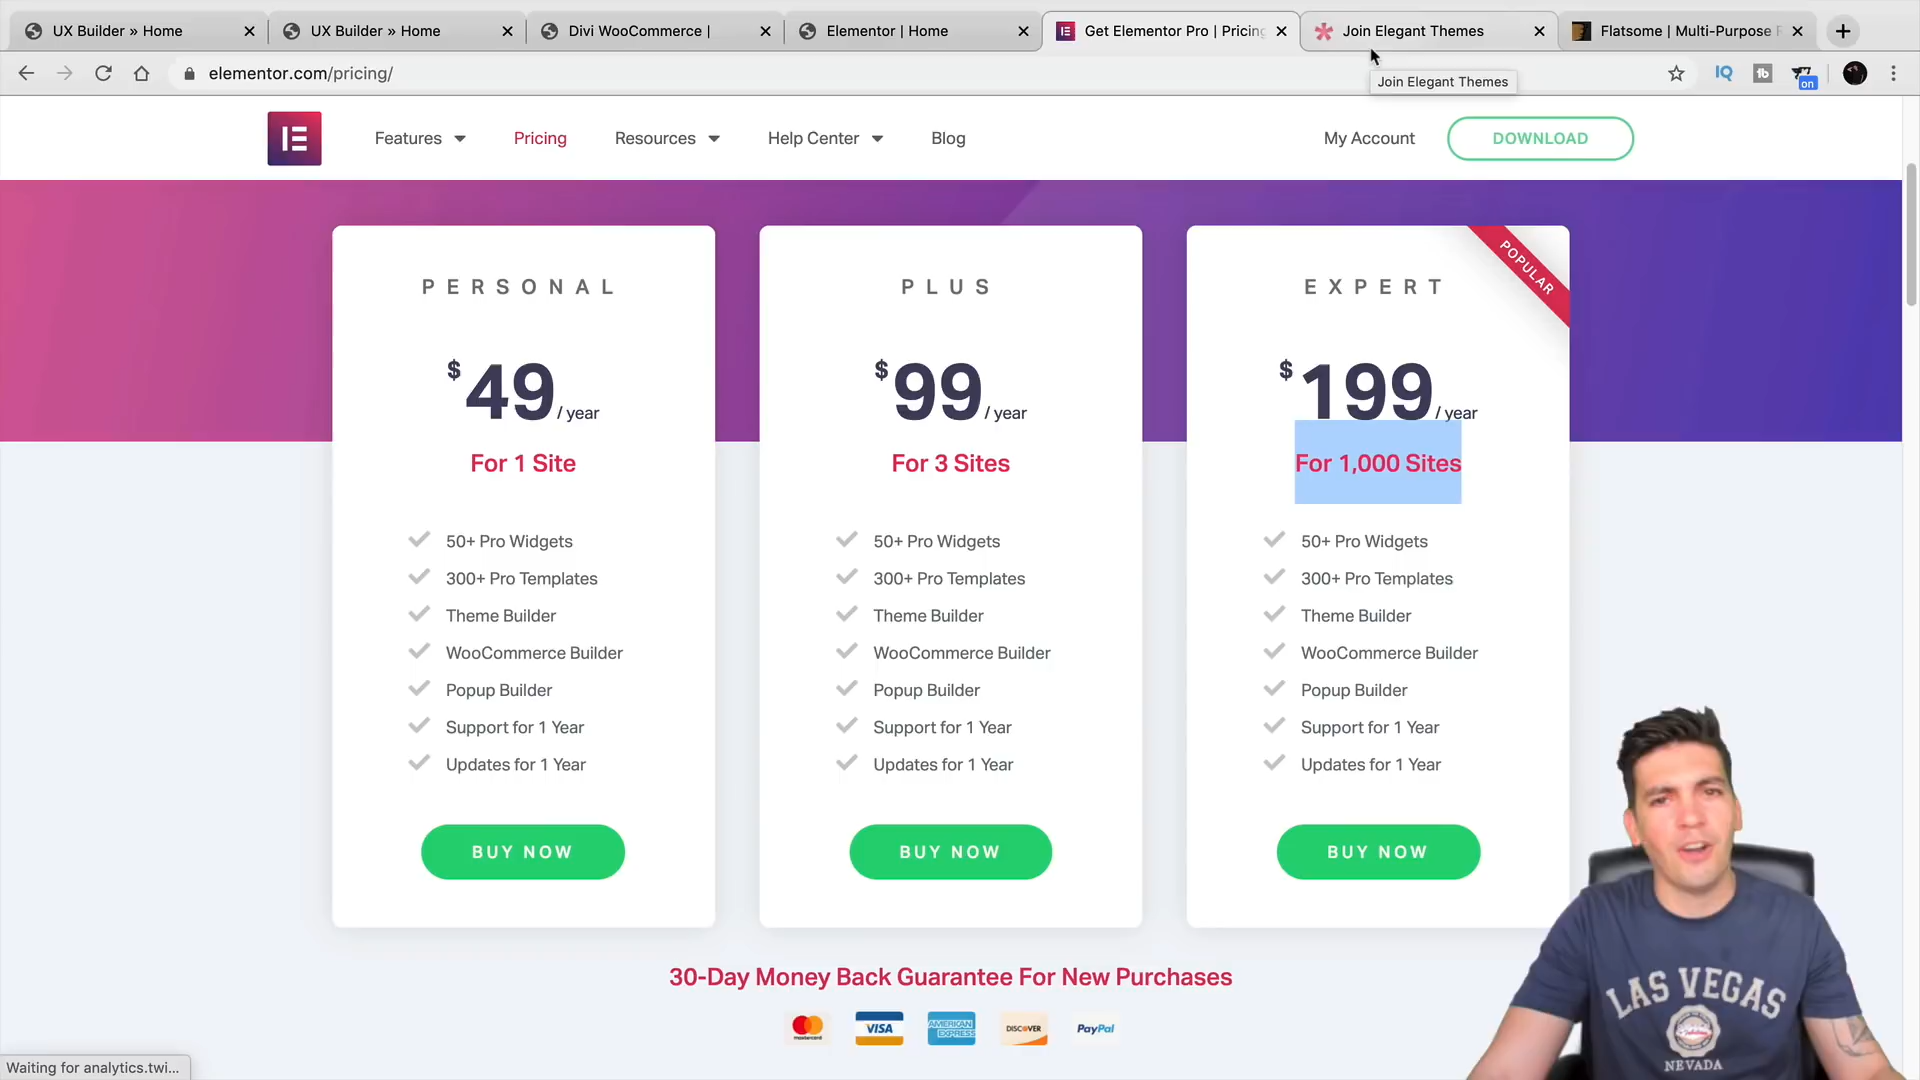 UX Builder » Home
UX Builder » Home
Divi WooCommerce |
Elementor | Home
Get Elementor Pro | Pricing
Join Elegant Themes
Flatsome | Multi-Purpose
elementor.com/pricing/
Join Elegant Themes
IQ
tb
on
Features
Pricing
Resources
Help Center
Blog
My Account
DOWNLOAD
PERSONAL
$49 / year
For 1 Site
50+ Pro Widgets
300+ Pro Templates
Theme Builder
WooCommerce Builder
Popup Builder
Support for 1 Year
Updates for 1 Year
BUY NOW
PLUS
$99 / year
For 3 Sites
50+ Pro Widgets
300+ Pro Templates
Theme Builder
WooCommerce Builder
Popup Builder
Support for 1 Year
Updates for 1 Year
BUY NOW
POPULAR
EXPERT
$199 / year
For 1,000 Sites
50+ Pro Widgets
300+ Pro Templates
Theme Builder
WooCommerce Builder
Popup Builder
Support for 1 Year
Updates for 1 Year
BUY NOW
30-Day Money Back Guarantee For New Purchases
mastercard
VISA
AMERICAN EXPRESS
DISCOVER
PayPal
Waiting for analytics.twi...
LAS VEGAS
NEVADA